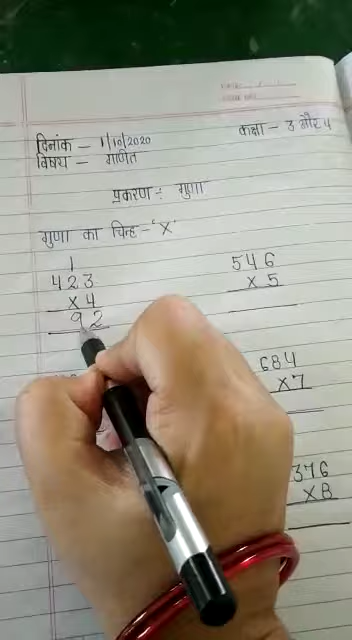 दिनांक - 1/10/2020
कक्षा - 3 और 4
विषय - गणित
प्रकरण ÷ गुणा
गुणा का चिन्ह - 'X'
1
423
X 4
92
546
X 5
684
X 7
376
X 8